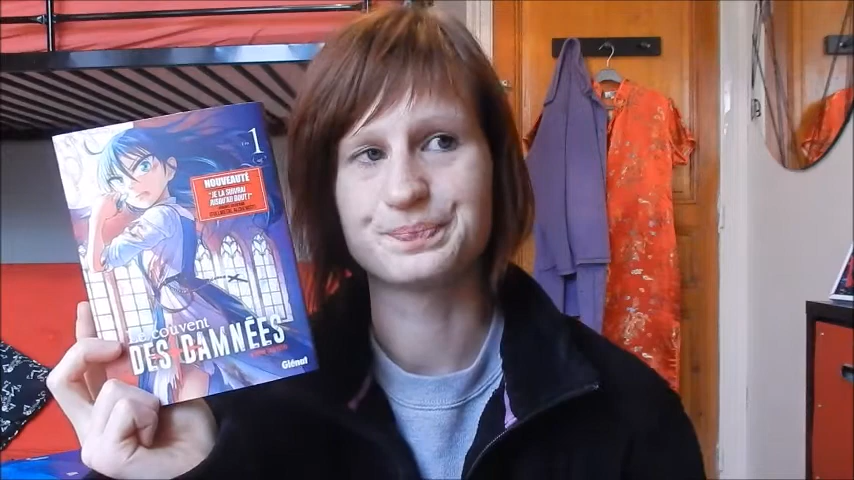 1
NOUVEAUTÉ
"JE LA SUIVRAI
JUSQU'AU BOUT!"
Le couvent
DES DAMNÉES
Glénat